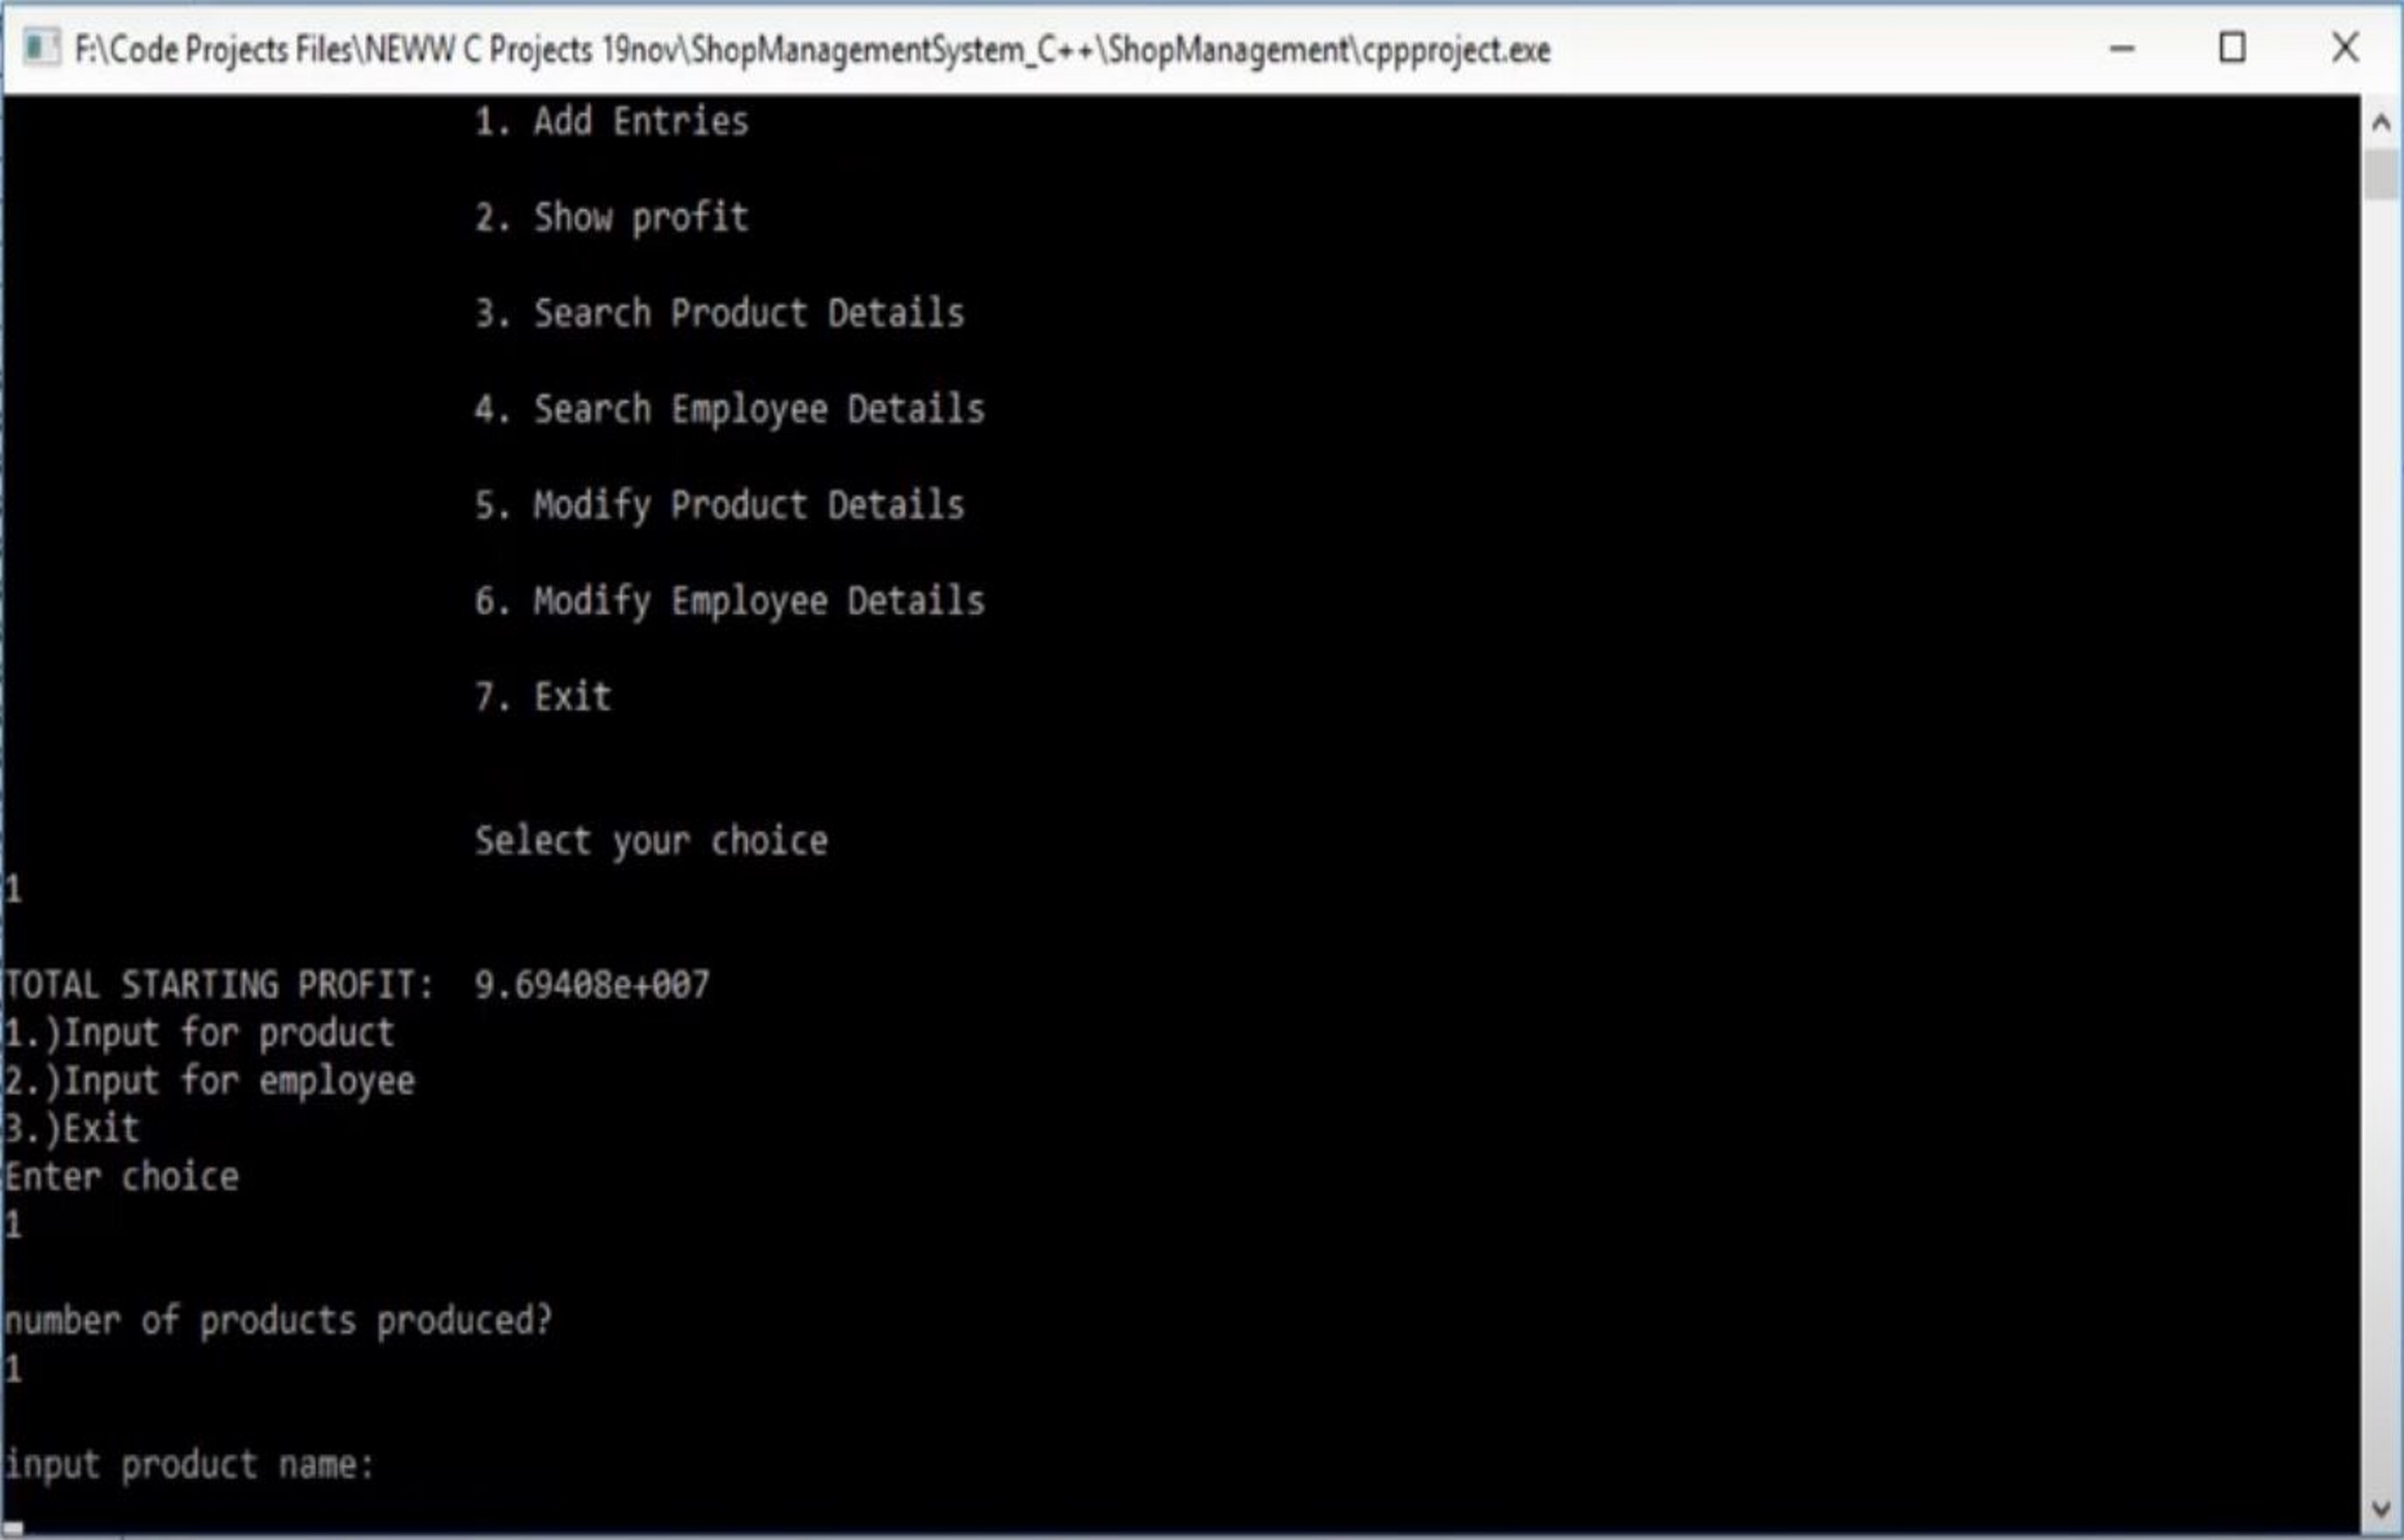 F:\Code Projects Files\NEWW C Projects 19nov\ShopManagementSystem_C++\ShopManagement\cppproject.exe
1. Add Entries
2. Show profit
3. Search Product Details
4. Search Employee Details
5. Modify Product Details
6. Modify Employee Details
7. Exit
Select your choice
1
TOTAL STARTING PROFIT:  9.69408e+007
1.)Input for product
2.)Input for employee
3.)Exit
Enter choice
1
number of products produced?
1
input product name: